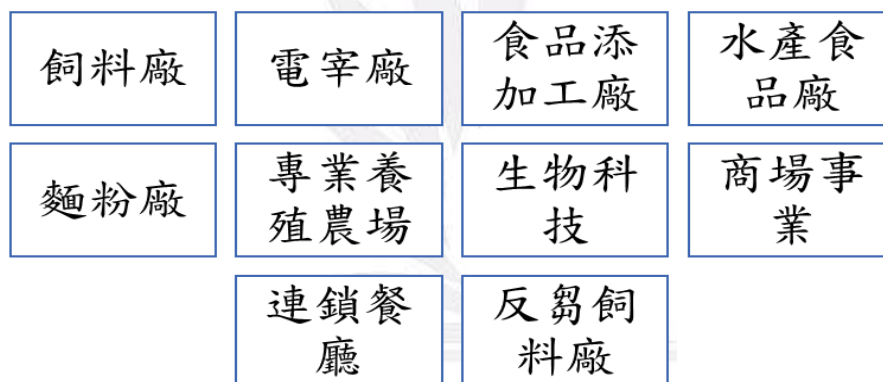 飼料廠
電宰廠
食品添
加工廠
水產食
品廠
麵粉廠
專業養
殖農場
生物科
技
商場事
業
連鎖餐
廳
反芻飼
料廠